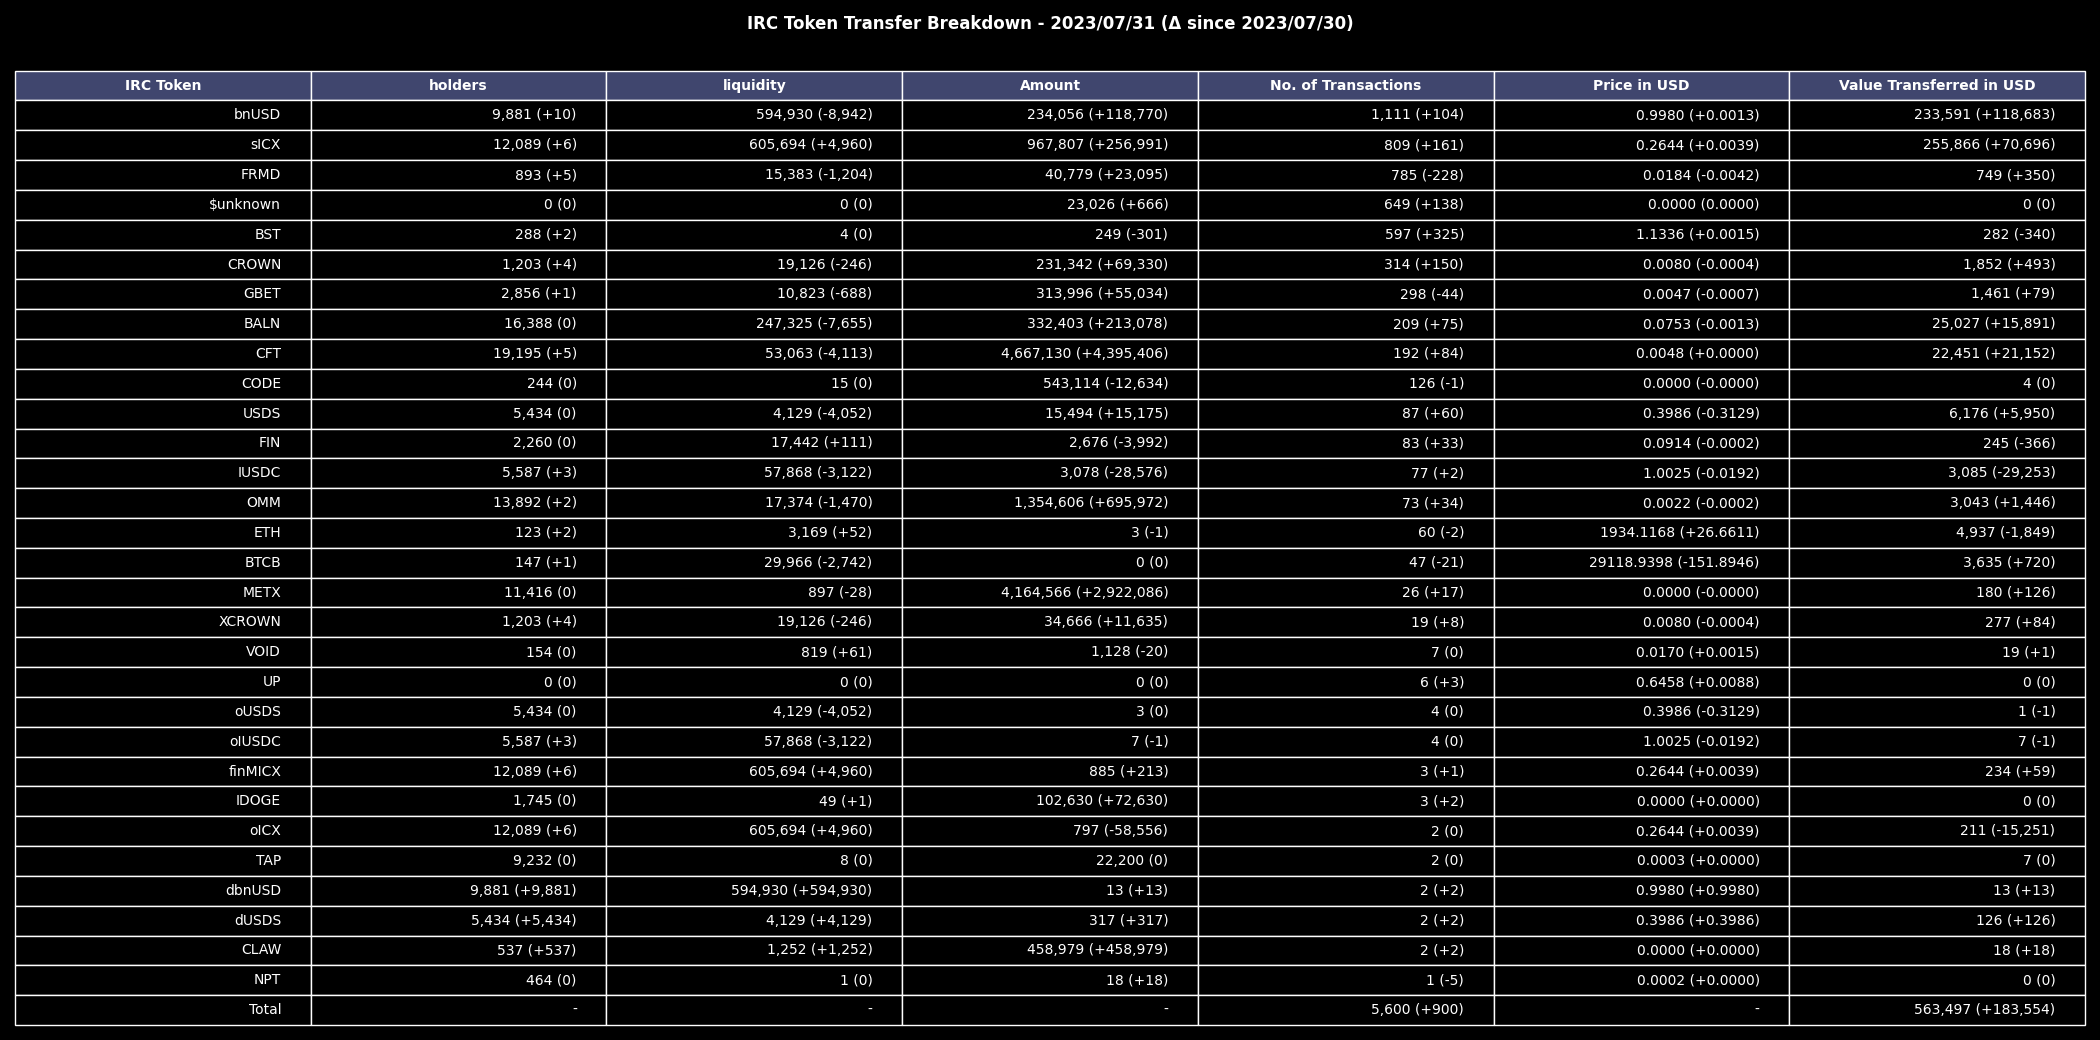 IRC Token Transfer Breakdown - 2023/07/31 (Δ since 2023/07/30)
IRC Token holders liquidity Amount No. of Transactions Price in USD Value Transferred in USD
bnUSD 9,881 (+10) 594,930 (-8,942) 234,056 (+118,770) 1,111 (+104) 0.9980 (+0.0013) 233,591 (+118,683)
sICX 12,089 (+6) 605,694 (+4,960) 967,807 (+256,991) 809 (+161) 0.2644 (+0.0039) 255,866 (+70,696)
FRMD 893 (+5) 15,383 (-1,204) 40,779 (+23,095) 785 (-228) 0.0184 (-0.0042) 749 (+350)
$unknown 0 (0) 0 (0) 23,026 (+666) 649 (+138) 0.0000 (0.0000) 0 (0)
BST 288 (+2) 4 (0) 249 (-301) 597 (+325) 1.1336 (+0.0015) 282 (-340)
CROWN 1,203 (+4) 19,126 (-246) 231,342 (+69,330) 314 (+150) 0.0080 (-0.0004) 1,852 (+493)
GBET 2,856 (+1) 10,823 (-688) 313,996 (+55,034) 298 (-44) 0.0047 (-0.0007) 1,461 (+79)
BALN 16,388 (0) 247,325 (-7,655) 332,403 (+213,078) 209 (+75) 0.0753 (-0.0013) 25,027 (+15,891)
CFT 19,195 (+5) 53,063 (-4,113) 4,667,130 (+4,395,406) 192 (+84) 0.0048 (+0.0000) 22,451 (+21,152)
CODE 244 (0) 15 (0) 543,114 (-12,634) 126 (-1) 0.0000 (-0.0000) 4 (0)
USDS 5,434 (0) 4,129 (-4,052) 15,494 (+15,175) 87 (+60) 0.3986 (-0.3129) 6,176 (+5,950)
FIN 2,260 (0) 17,442 (+111) 2,676 (-3,992) 83 (+33) 0.0914 (-0.0002) 245 (-366)
IUSDC 5,587 (+3) 57,868 (-3,122) 3,078 (-28,576) 77 (+2) 1.0025 (-0.0192) 3,085 (-29,253)
OMM 13,892 (+2) 17,374 (-1,470) 1,354,606 (+695,972) 73 (+34) 0.0022 (-0.0002) 3,043 (+1,446)
ETH 123 (+2) 3,169 (+52) 3 (-1) 60 (-2) 1934.1168 (+26.6611) 4,937 (-1,849)
BTCB 147 (+1) 29,966 (-2,742) 0 (0) 47 (-21) 29118.9398 (-151.8946) 3,635 (+720)
METX 11,416 (0) 897 (-28) 4,164,566 (+2,922,086) 26 (+17) 0.0000 (-0.0000) 180 (+126)
XCROWN 1,203 (+4) 19,126 (-246) 34,666 (+11,635) 19 (+8) 0.0080 (-0.0004) 277 (+84)
VOID 154 (0) 819 (+61) 1,128 (-20) 7 (0) 0.0170 (+0.0015) 19 (+1)
UP 0 (0) 0 (0) 0 (0) 6 (+3) 0.6458 (+0.0088) 0 (0)
oUSDS 5,434 (0) 4,129 (-4,052) 3 (0) 4 (0) 0.3986 (-0.3129) 1 (-1)
oIUSDC 5,587 (+3) 57,868 (-3,122) 7 (-1) 4 (0) 1.0025 (-0.0192) 7 (-1)
finMICX 12,089 (+6) 605,694 (+4,960) 885 (+213) 3 (+1) 0.2644 (+0.0039) 234 (+59)
IDOGE 1,745 (0) 49 (+1) 102,630 (+72,630) 3 (+2) 0.0000 (+0.0000) 0 (0)
oICX 12,089 (+6) 605,694 (+4,960) 797 (-58,556) 2 (0) 0.2644 (+0.0039) 211 (-15,251)
TAP 9,232 (0) 8 (0) 22,200 (0) 2 (0) 0.0003 (+0.0000) 7 (0)
dbnUSD 9,881 (+9,881) 594,930 (+594,930) 13 (+13) 2 (+2) 0.9980 (+0.9980) 13 (+13)
dUSDS 5,434 (+5,434) 4,129 (+4,129) 317 (+317) 2 (+2) 0.3986 (+0.3986) 126 (+126)
CLAW 537 (+537) 1,252 (+1,252) 458,979 (+458,979) 2 (+2) 0.0000 (+0.0000) 18 (+18)
NPT 464 (0) 1 (0) 18 (+18) 1 (-5) 0.0002 (+0.0000) 0 (0)
Total - - - 5,600 (+900) - 563,497 (+183,554)